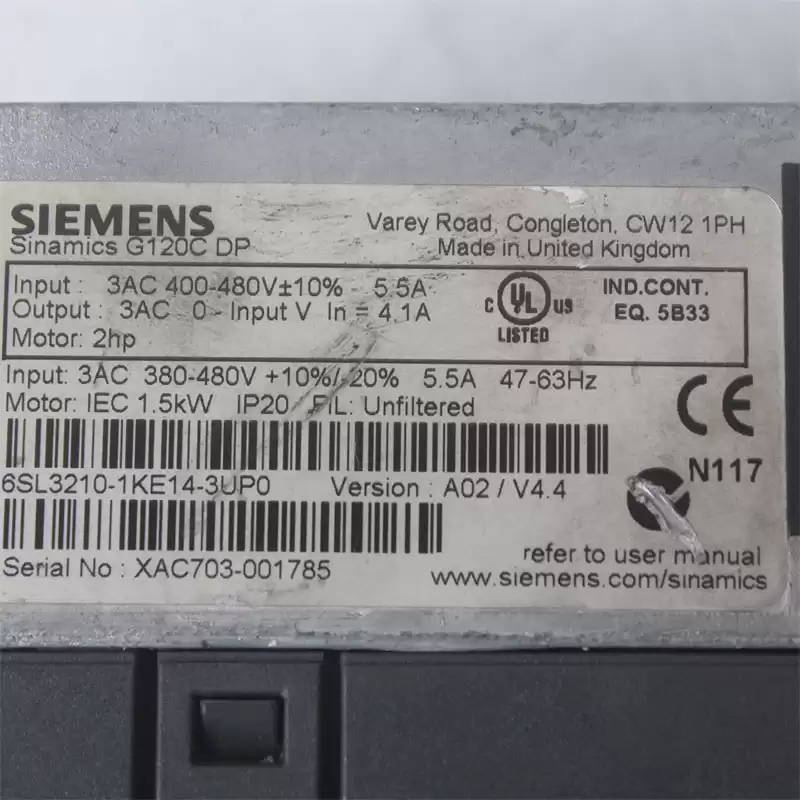 SIEMENS
Sinamics G120C DP
Varey Road, Congleton, CW12 1PH
Made in United Kingdom
Input : 3AC 400-480V±10% - 5.5A
Output : 3AC 0 - Input V In = 4.1A
Motor: 2hp
C UL US
LISTED
IND.CONT.
EQ. 5B33
Input: 3AC 380-480V +10%/-20% 5.5A 47-63Hz
Motor: IEC 1.5kW IP20 FIL: Unfiltered
CE
6SL3210-1KE14-3UP0 Version : A02 / V4.4
N117
Serial No : XAC703-001785
refer to user manual
www.siemens.com/sinamics